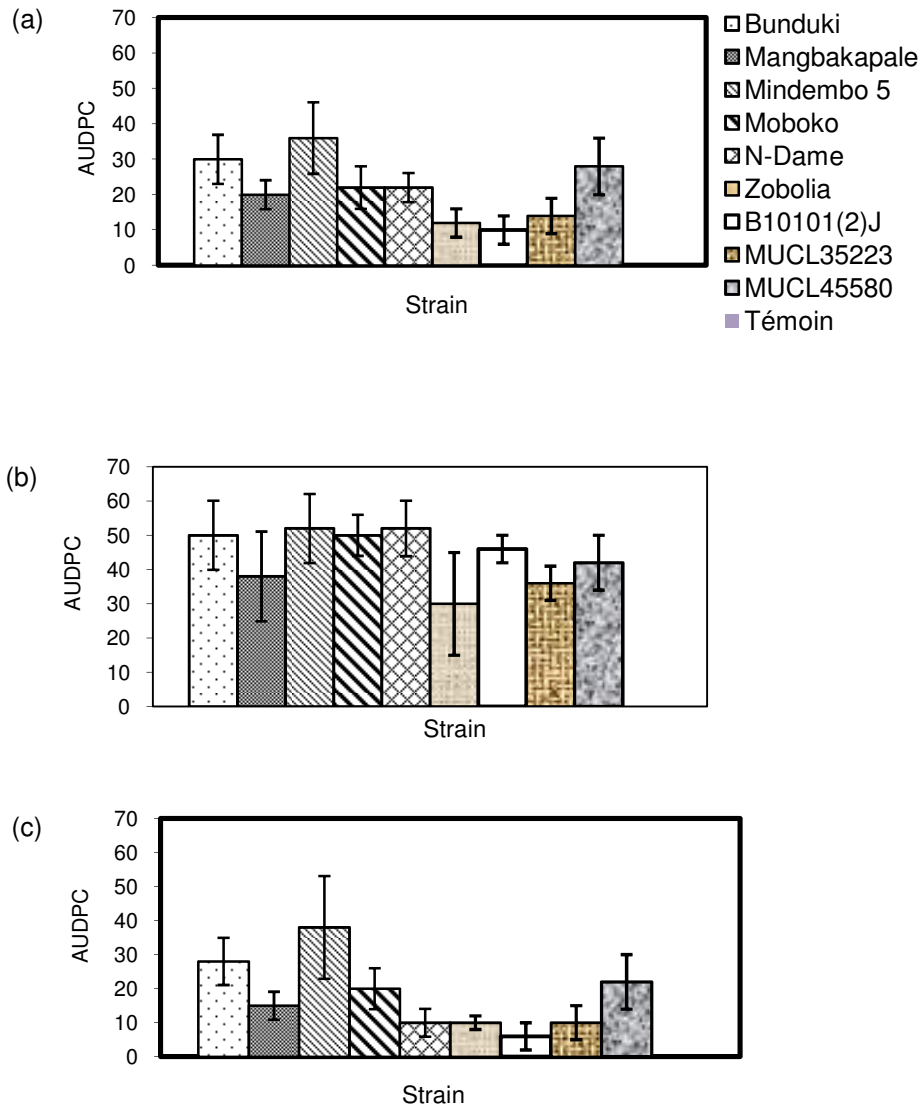 (a)
70
60
50
40
30
20
10
0
AUDPC
Strain
Bunduki
Mangbakapale
Mindembo 5
Moboko
N-Dame
Zobolia
B10101(2)J
MUCL35223
MUCL45580
Témoin
(b)
70
60
50
40
30
20
10
0
AUDPC
Strain
(c)
70
60
50
40
30
20
10
0
AUDPC
Strain